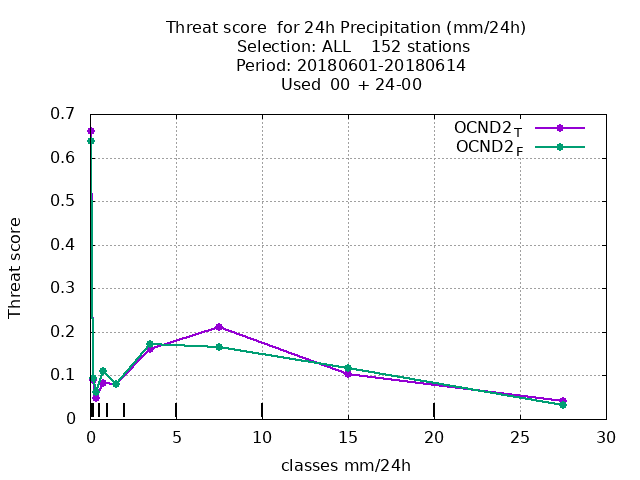 Threat score  for 24h Precipitation (mm/24h)
Selection: ALL    152 stations
Period: 20180601-20180614
Used  00 + 24-00
OCND2_T
OCND2_F
0.7
0.6
0.5
0.4
0.3
0.2
0.1
0
Threat score
0 5 10 15 20 25 30
classes mm/24h